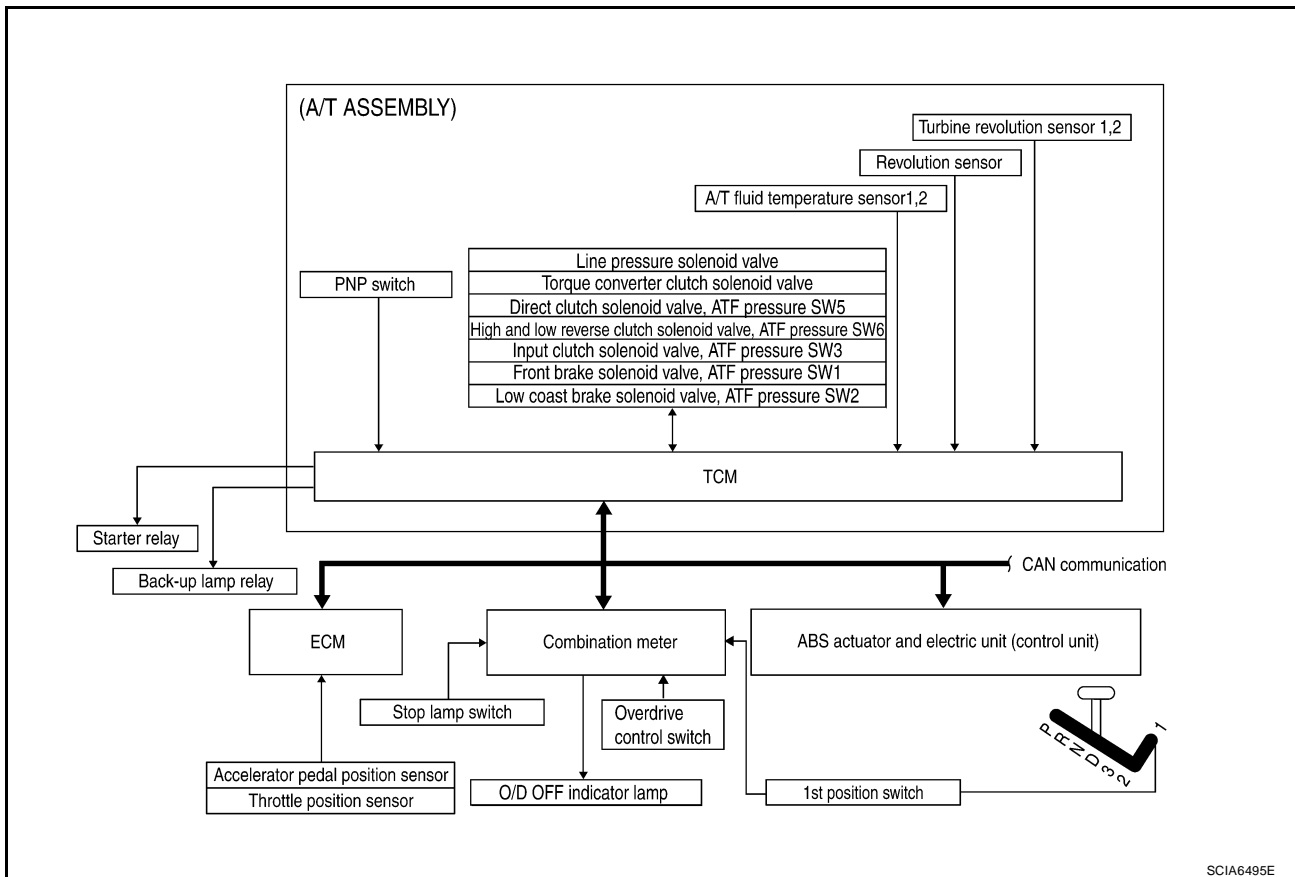 (A/T ASSEMBLY)
Turbine revolution sensor 1,2
Revolution sensor
A/T fluid temperature sensor1,2
Line pressure solenoid valve
PNP switch
Torque converter clutch solenoid valve
Direct clutch solenoid valve, ATF pressure SW5
High and low reverse clutch solenoid valve, ATF pressure SW6
Input clutch solenoid valve, ATF pressure SW3
Front brake solenoid valve, ATF pressure SW1
Low coast brake solenoid valve, ATF pressure SW2
TCM
Starter relay
Back-up lamp relay
CAN communication
ECM
Combination meter
ABS actuator and electric unit (control unit)
Stop lamp switch
Overdrive
control switch
P R N D 3 2 1
Accelerator pedal position sensor
Throttle position sensor
O/D OFF indicator lamp
1st position switch
SCIA6495E